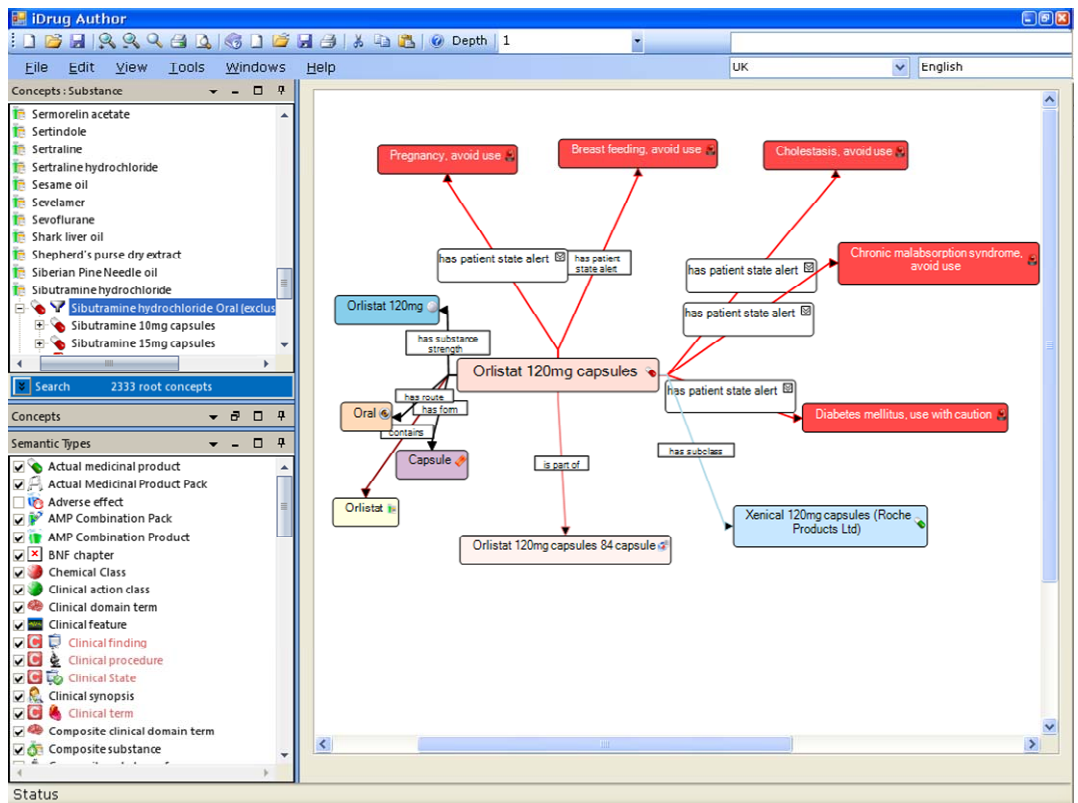 iDrug Author
Depth 1
File Edit View Tools Windows Help
UK
English
Concepts : Substance
Sermorelin acetate
Sertindole
Sertraline
Sertraline hydrochloride
Sesame oil
Sevelamer
Sevoflurane
Shark liver oil
Shepherd's purse dry extract
Siberian Pine Needle oil
Sibutramine hydrochloride
Sibutramine hydrochloride Oral (exclus
Sibutramine 10mg capsules
Sibutramine 15mg capsules
Search 2333 root concepts
Concepts
Semantic Types
Actual medicinal product
Actual Medicinal Product Pack
Adverse effect
AMP Combination Pack
AMP Combination Product
BNF chapter
Chemical Class
Clinical action class
Clinical domain term
Clinical feature
C Clinical finding
C Clinical procedure
C Clinical State
Clinical synopsis
C Clinical term
Composite clinical domain term
Composite substance
Pregnancy, avoid use
Breast feeding, avoid use
Cholestasis, avoid use
has patient state alert
has patient
state alert
has patient state alert
Chronic malabsorption syndrome,
avoid use
Orlistat 120mg
has patient state alert
has substance
strength
Orlistat 120mg capsules
has patient state alert
has route
has form
Oral
contains
Diabetes mellitus, use with caution
Capsule
is part of
has subclass
Orlistat
Xenical 120mg capsules (Roche
Products Ltd)
Orlistat 120mg capsules 84 capsule
Status